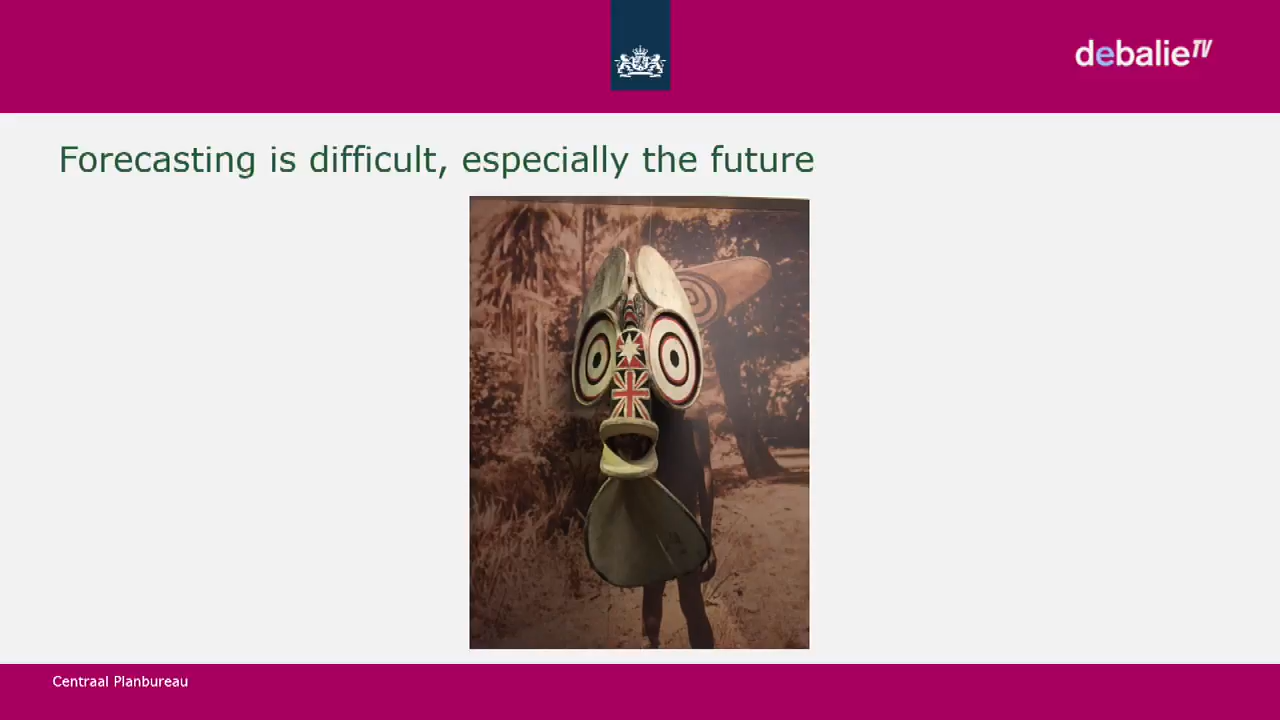 debalieTV
Forecasting is difficult, especially the future
Centraal Planbureau